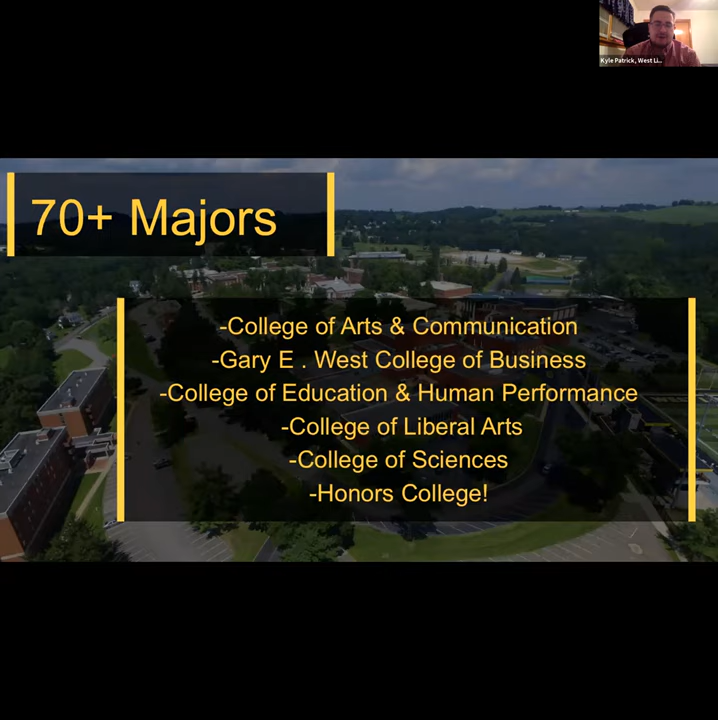 Kyle Patrick, West Li...
70+ Majors
-College of Arts & Communication
-Gary E . West College of Business
-College of Education & Human Performance
-College of Liberal Arts
-College of Sciences
-Honors College!